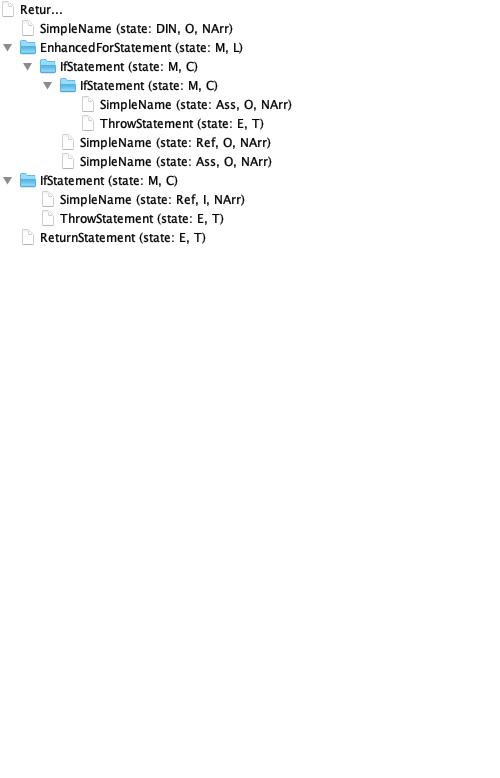 Retur...
SimpleName (state: DIN, O, NArr)
EnhancedForStatement (state: M, L)
IfStatement (state: M, C)
IfStatement (state: M, C)
SimpleName (state: Ass, O, NArr)
ThrowStatement (state: E, T)
SimpleName (state: Ref, O, NArr)
SimpleName (state: Ass, O, NArr)
IfStatement (state: M, C)
SimpleName (state: Ref, I, NArr)
ThrowStatement (state: E, T)
ReturnStatement (state: E, T)